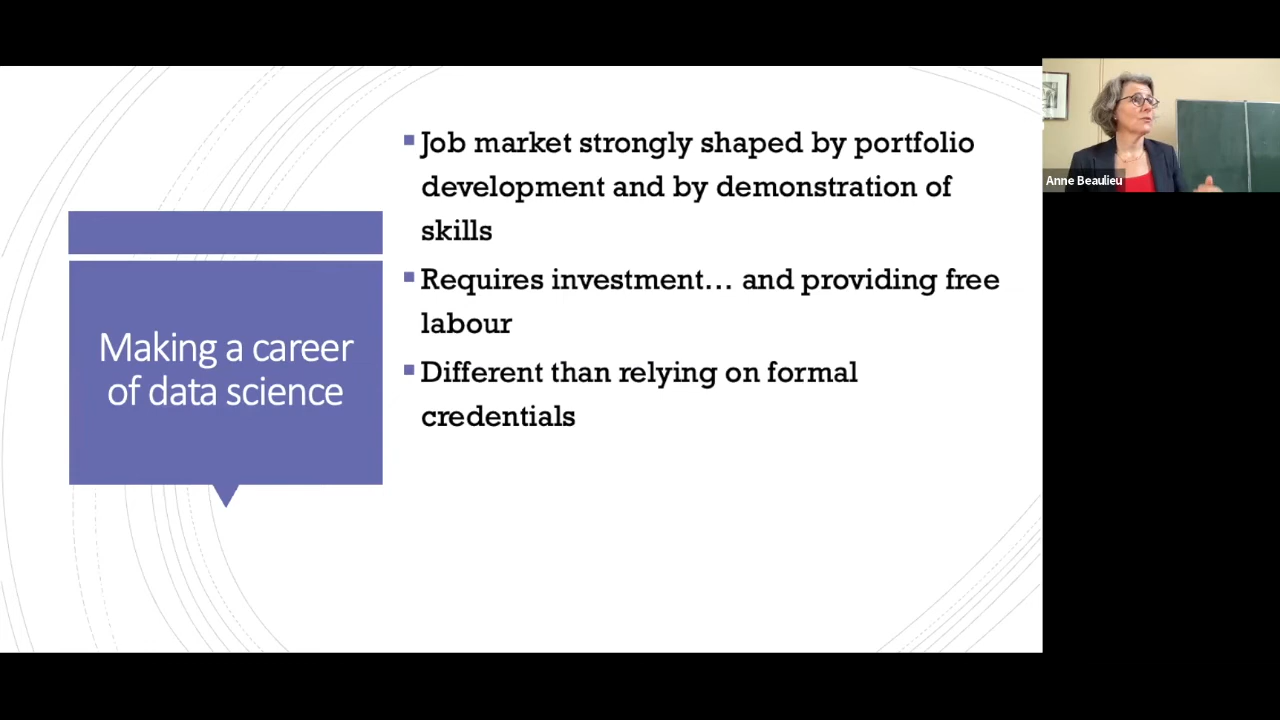 Making a career
of data science
Job market strongly shaped by portfolio
development and by demonstration of
skills
Requires investment… and providing free
labour
Different than relying on formal
credentials
Anne Beaulieu